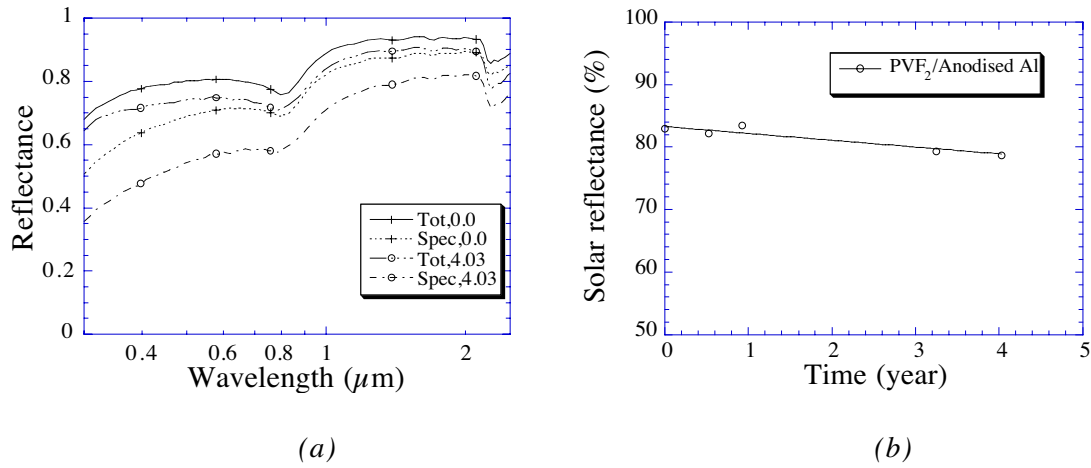 1
0.8
0.6
0.4
0.2
0
Reflectance
0.4 0.6 0.8 1 2
Wavelength (µm)
Tot,0.0
Spec,0.0
Tot,4.03
Spec,4.03
(a)
100
90
80
70
60
50
Solar reflectance (%)
0 1 2 3 4 5
Time (year)
PVF₂/Anodised Al
(b)